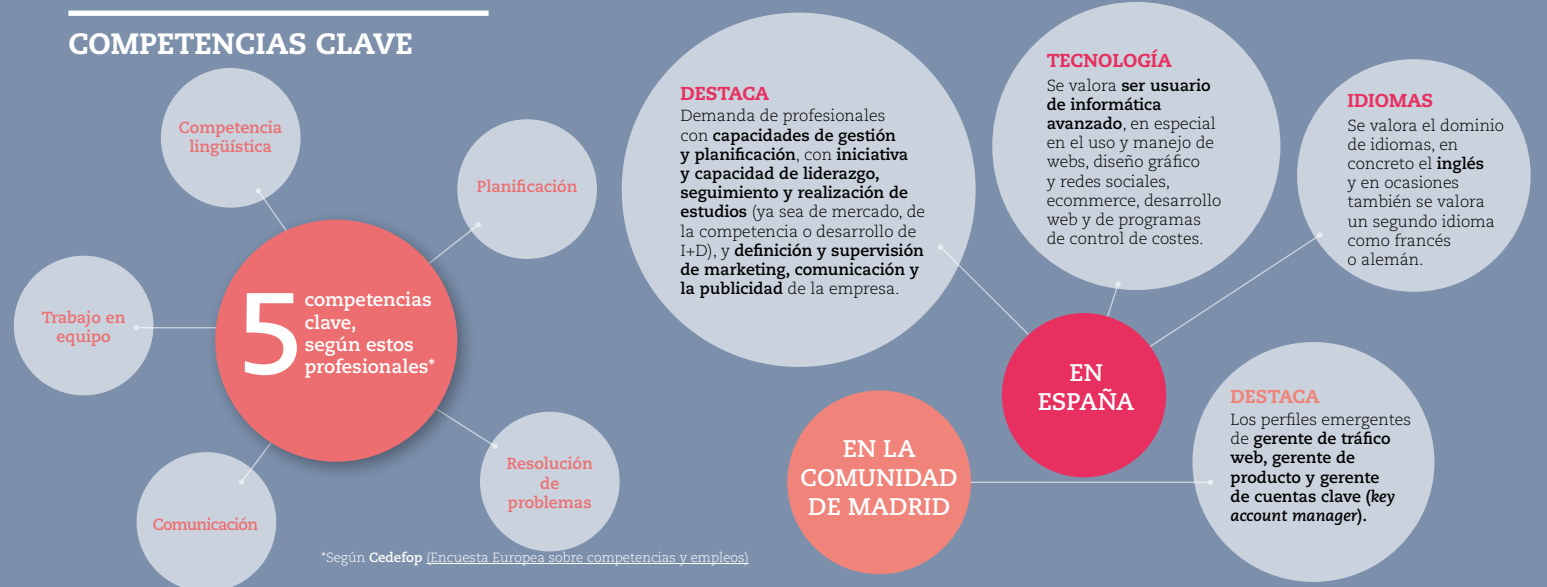 COMPETENCIAS CLAVE
Competencia
lingüística
Planificación
Trabajo en
equipo
5
competencias
clave,
según estos
profesionales*
Comunicación
Resolución
de
problemas
*Según Cedefop (Encuesta Europea sobre competencias y empleos)
DESTACA
Demanda de profesionales
con capacidades de gestión
y planificación, con iniciativa
y capacidad de liderazgo,
seguimiento y realización de
estudios (ya sea de mercado, de
la competencia o desarrollo de
I+D), y definición y supervisión
de marketing, comunicación y
la publicidad de la empresa.
TECNOLOGÍA
Se valora ser usuario
de informática
avanzado, en especial
en el uso y manejo de
webs, diseño gráfico
y redes sociales,
ecommerce, desarrollo
web y de programas
de control de costes.
IDIOMAS
Se valora el dominio
de idiomas, en
concreto el inglés
y en ocasiones
también se valora
un segundo idioma
como francés
o alemán.
EN
ESPAÑA
EN LA
COMUNIDAD
DE MADRID
DESTACA
Los perfiles emergentes
de gerente de tráfico
web, gerente de
producto y gerente
de cuentas clave (key
account manager).